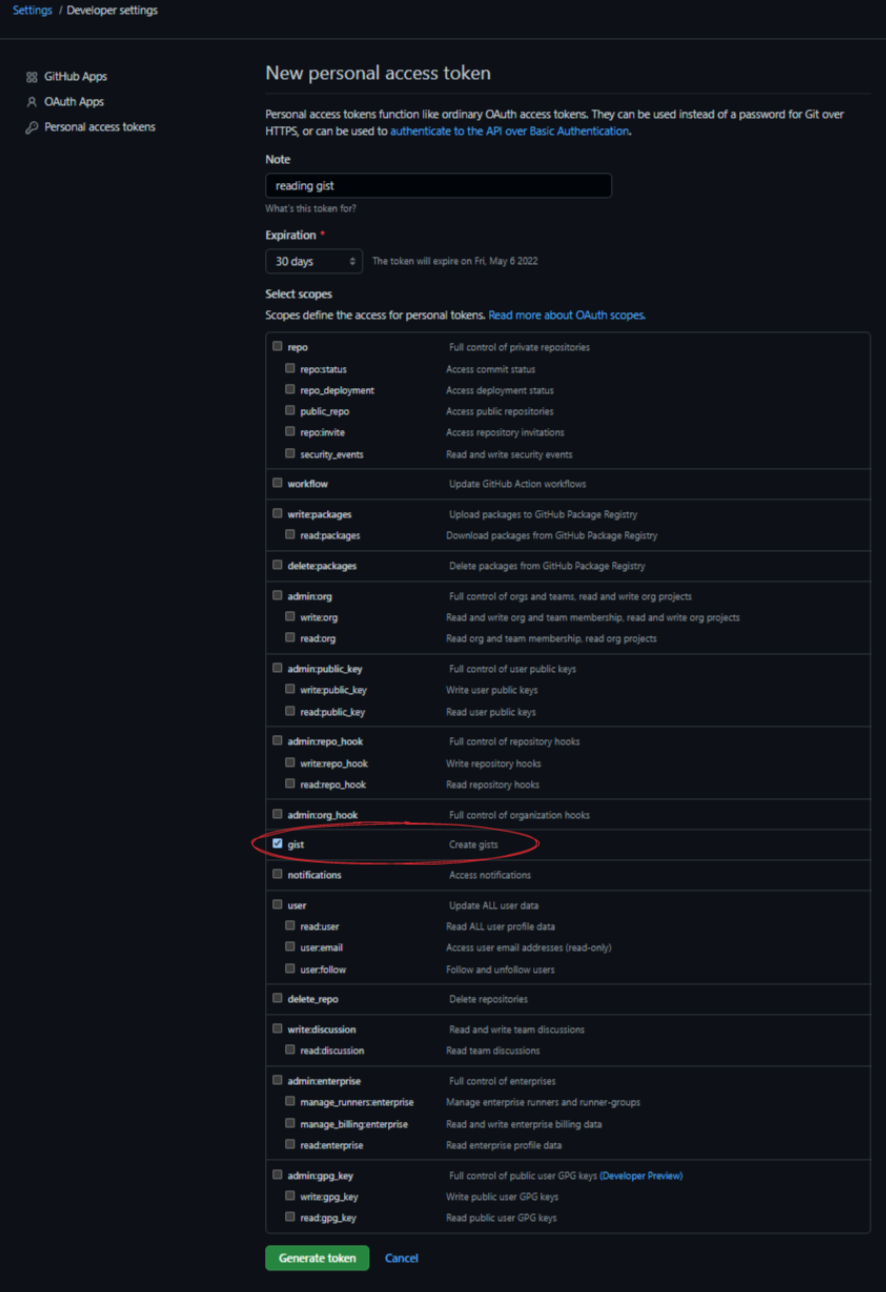 Settings / Developer settings
GitHub Apps
OAuth Apps
Personal access tokens
New personal access token
Personal access tokens function like ordinary OAuth access tokens. They can be used instead of a password for Git over
HTTPS, or can be used to authenticate to the API over Basic Authentication.
Note
reading gist
What's this token for?
Expiration *
30 days The token will expire on Fri, May 6 2022
Select scopes
Scopes define the access for personal tokens. Read more about OAuth scopes.
repo Full control of private repositories
repo:status Access commit status
repo_deployment Access deployment status
public_repo Access public repositories
repo:invite Access repository invitations
security_events Read and write security events
workflow Update GitHub Action workflows
write:packages Upload packages to GitHub Package Registry
read:packages Download packages from GitHub Package Registry
delete:packages Delete packages from GitHub Package Registry
admin:org Full control of orgs and teams, read and write org projects
write:org Read and write org and team membership, read and write org projects
read:org Read org and team membership, read org projects
admin:public_key Full control of user public keys
write:public_key Write user public keys
read:public_key Read user public keys
admin:repo_hook Full control of repository hooks
write:repo_hook Write repository hooks
read:repo_hook Read repository hooks
admin:org_hook Full control of organization hooks
gist Create gists
notifications Access notifications
user Update ALL user data
read:user Read ALL user profile data
user:email Access user email addresses (read-only)
user:follow Follow and unfollow users
delete_repo Delete repositories
write:discussion Read and write team discussions
read:discussion Read team discussions
admin:enterprise Full control of enterprises
manage_runners:enterprise Manage enterprise runners and runner-groups
manage_billing:enterprise Read and write enterprise billing data
read:enterprise Read enterprise profile data
admin:gpg_key Full control of public user GPG keys (Developer Preview)
write:gpg_key Write public user GPG keys
read:gpg_key Read public user GPG keys
Generate token Cancel